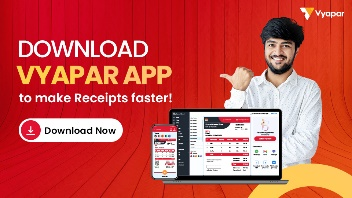 Vyapar
DOWNLOAD
VYAPAR APP
to make Receipts faster!
Download Now